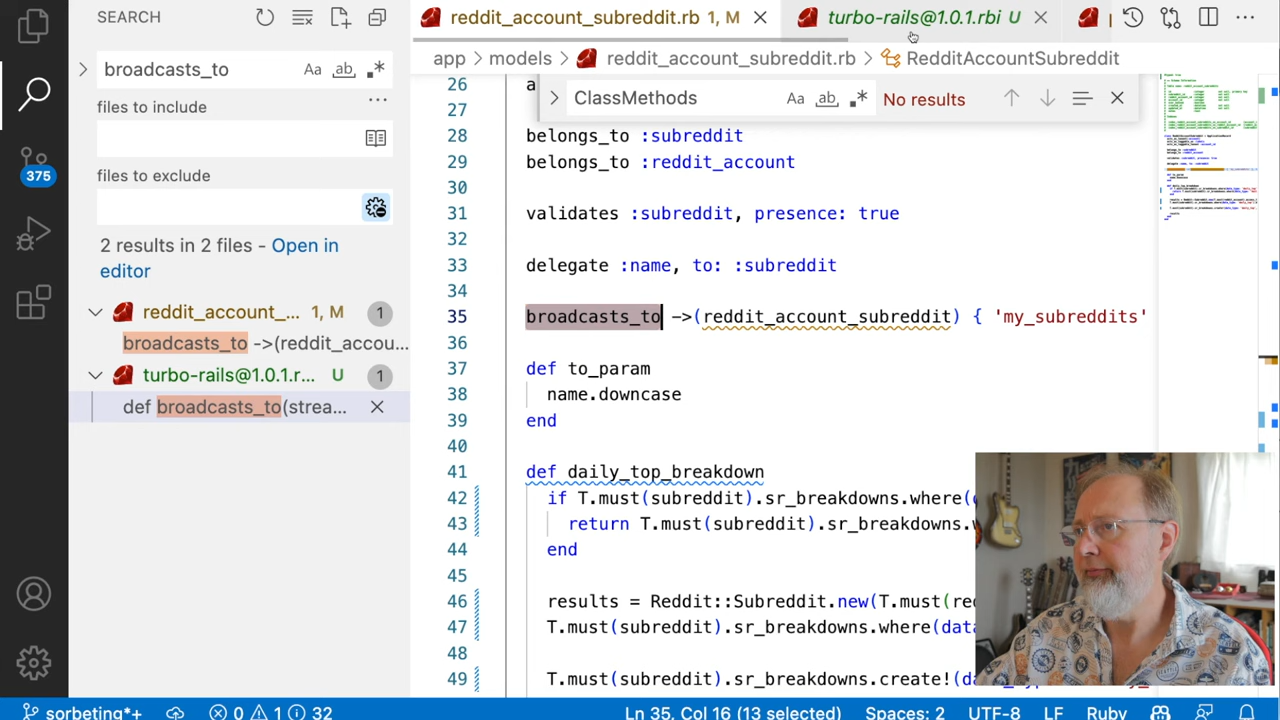 SEARCH
broadcasts_to
Aa
ab
files to include
files to exclude
375
2 results in 2 files - Open in
editor
reddit_account_... 1, M 1
broadcasts_to ->(reddit_accou...
turbo-rails@1.0.1.r... U 1
def broadcasts_to(strea...
reddit_account_subreddit.rb 1, M
turbo-rails@1.0.1.rbi U
app > models > reddit_account_subreddit.rb > RedditAccountSubreddit
ClassMethods
Aa
ab
No results
26 a
27
28 belongs_to :subreddit
29 belongs_to :reddit_account
30
31 validates :subreddit, presence: true
32
33 delegate :name, to: :subreddit
34
35 broadcasts_to ->(reddit_account_subreddit) { 'my_subreddits'
36
37 def to_param
38 name.downcase
39 end
40
41 def daily_top_breakdown
42 if T.must(subreddit).sr_breakdowns.where(
43 return T.must(subreddit).sr_breakdowns.
44 end
45
46 results = Reddit::Subreddit.new(T.must(
47 T.must(subreddit).sr_breakdowns.where(
48
49 T.must(subreddit).sr_breakdowns.create!(
sorbeting*+ 0 1 32 Ln 35, Col 16 (13 selected) Spaces: 2 UTF-8 LF Ruby